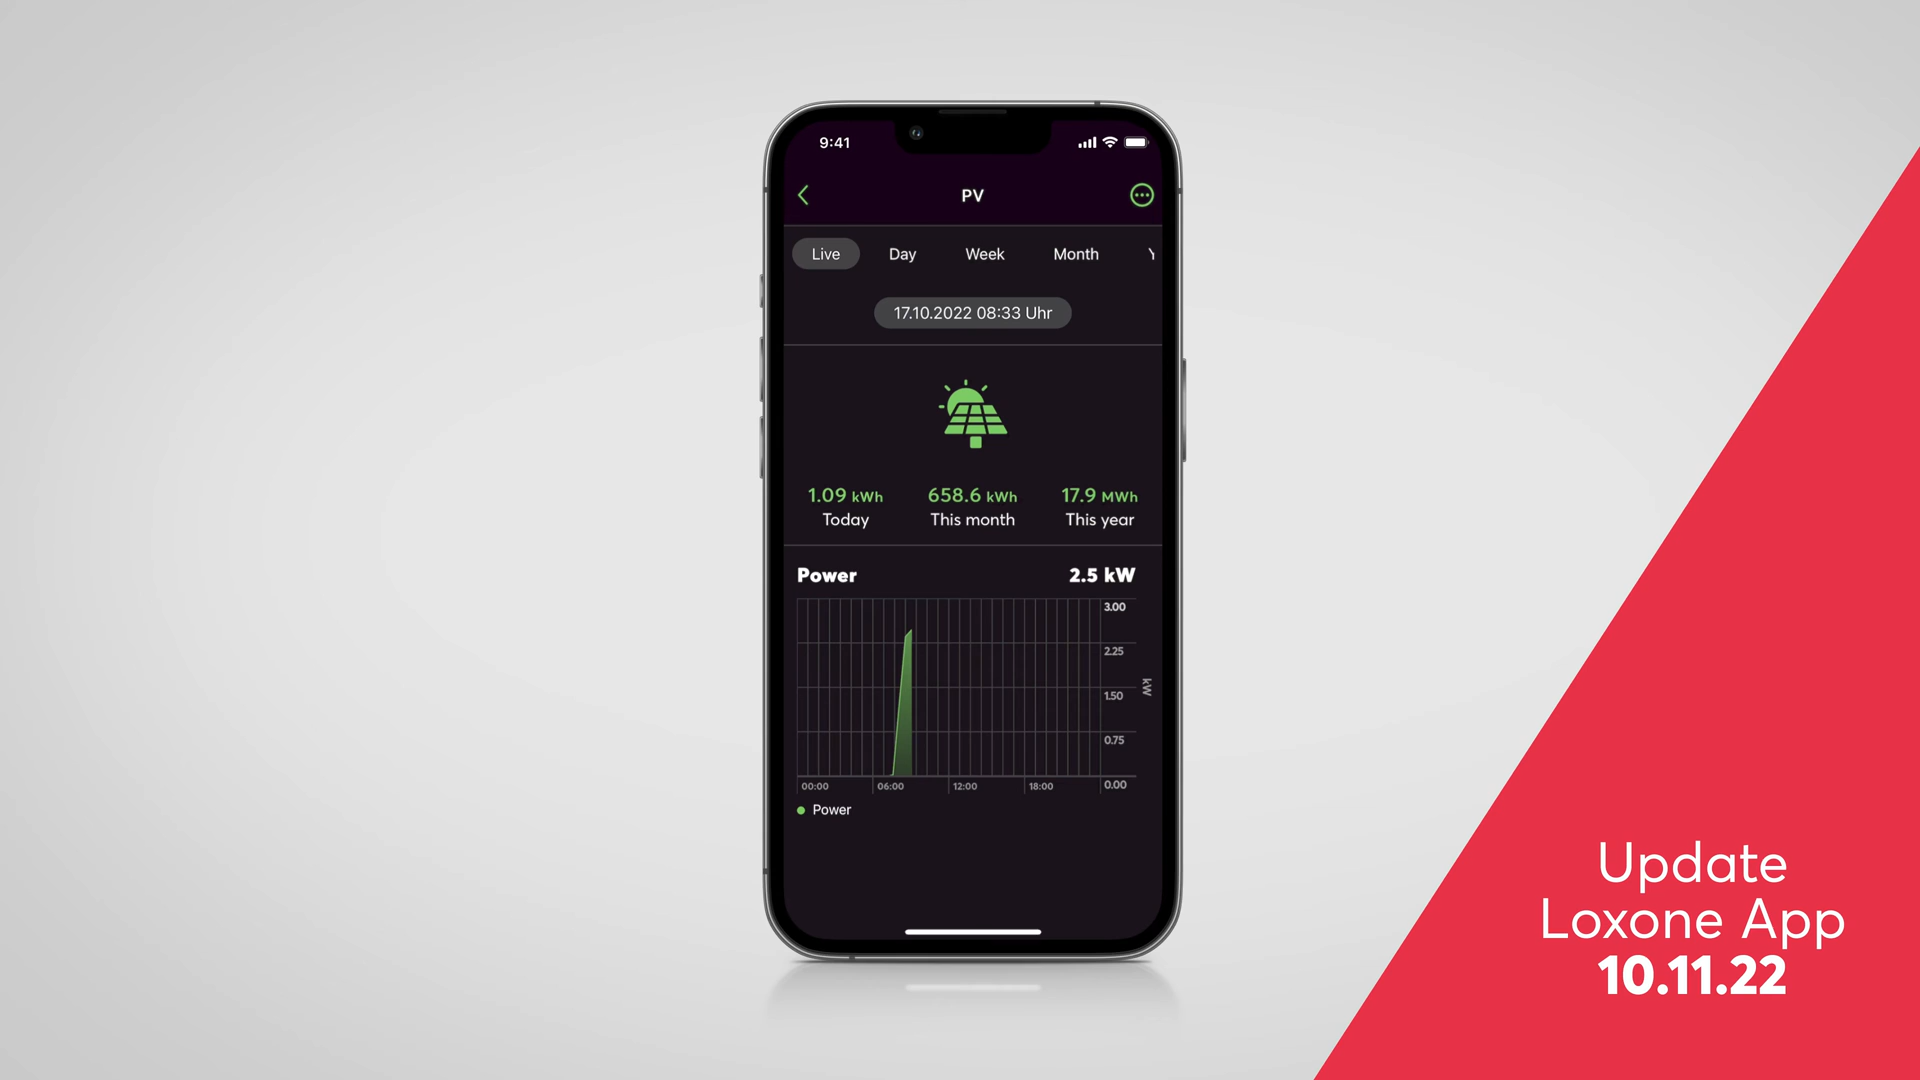 9:41
PV
Live Day Week Month Y
17.10.2022 08:33 Uhr
1.09 kWh 658.6 kWh 17.9 MWh
Today This month This year
Power 2.5 kW
3.00
2.25
1.50
kW
0.75
0.00
00:00 06:00 12:00 18:00
Power
Update
Loxone App
10.11.22